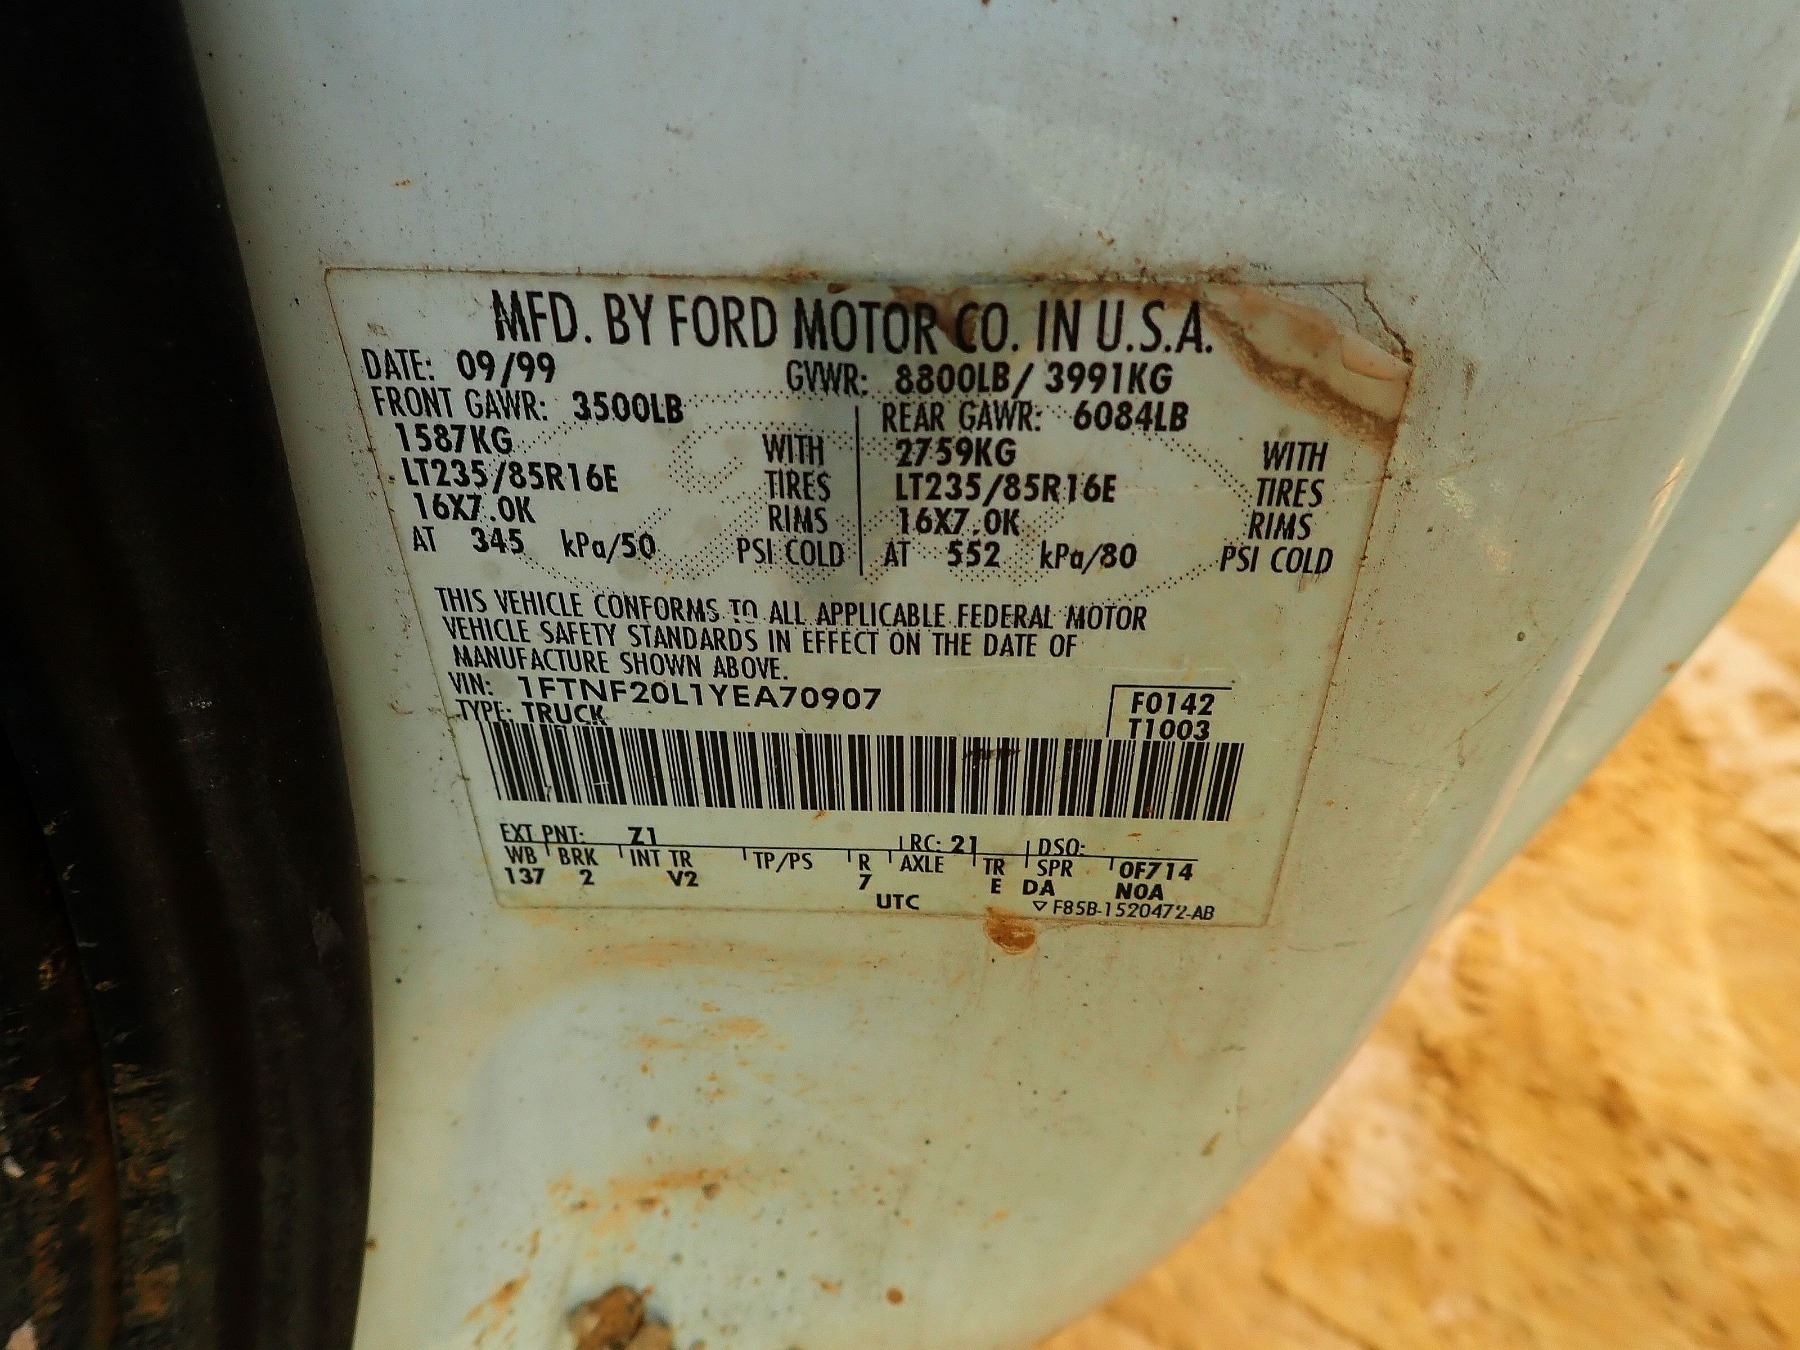 MFD. BY FORD MOTOR CO. IN U.S.A.
DATE: 09/99 GVWR: 8800LB / 3991KG
FRONT GAWR: 3500LB REAR GAWR: 6084LB
1587KG WITH 2759KG WITH
LT235/85R16E TIRES LT235/85R16E TIRES
16X7.0K RIMS 16X7.0K RIMS
AT 345 kPa/50 PSI COLD AT 552 kPa/80 PSI COLD
THIS VEHICLE CONFORMS TO ALL APPLICABLE FEDERAL MOTOR
VEHICLE SAFETY STANDARDS IN EFFECT ON THE DATE OF
MANUFACTURE SHOWN ABOVE.
VIN: 1FTNF20L1YEA70907 F0142
TYPE: TRUCK T1003
EXT PNT: Z1 RC: 21 DSO:
WB BRK INT TR TP/PS R AXLE TR SPR 0F714
137 2 V2 7 E DA N0A
UTC ▽ F85B-1520472-AB